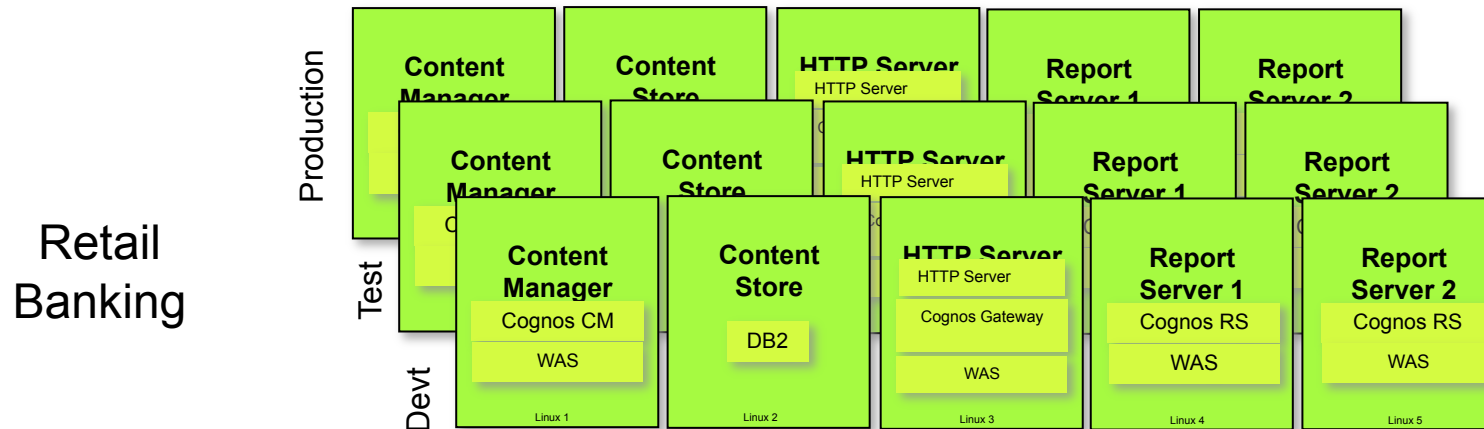 Retail
Banking
Production
Content
Manager
Content
Store
HTTP Server
HTTP Server
Report
Server 1
Report
Server 2
Test
Content
Manager
Content
Store
HTTP Server
HTTP Server
Report
Server 1
Report
Server 2
Devt
Content
Manager
Cognos CM
WAS
Linux 1
Content
Store
DB2
Linux 2
HTTP Server
HTTP Server
Cognos Gateway
WAS
Linux 3
Report
Server 1
Cognos RS
WAS
Linux 4
Report
Server 2
Cognos RS
WAS
Linux 5